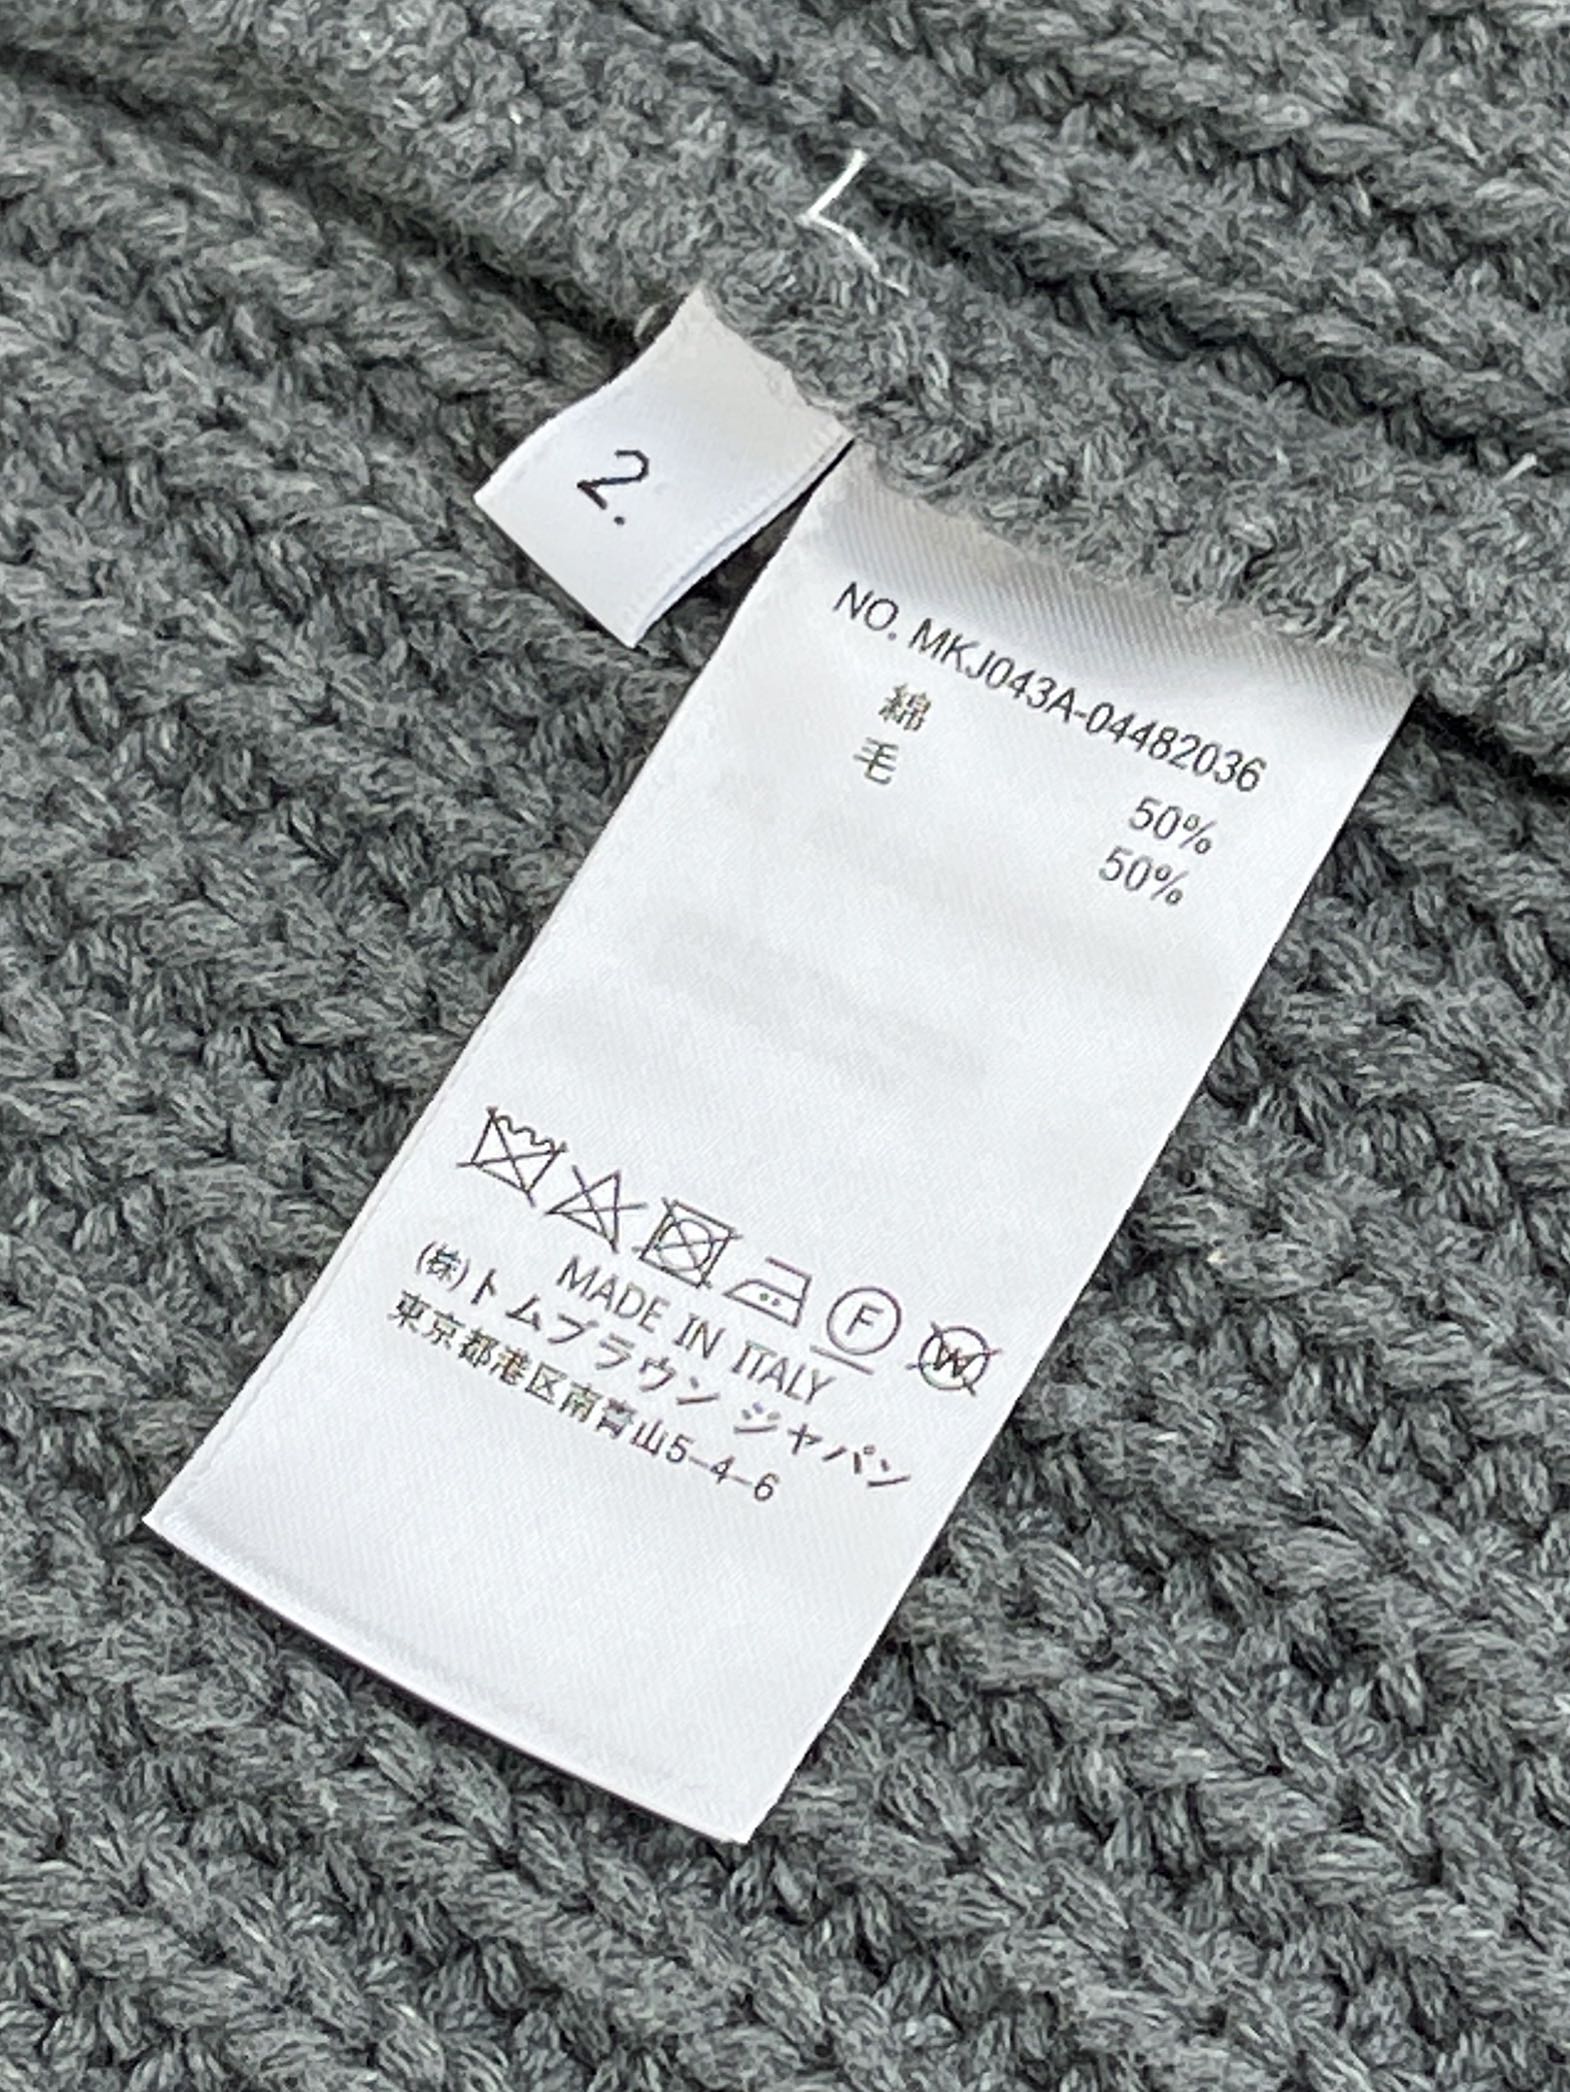 2.
NO. MKJ043A-04482036
綿 50%
毛 50%
F W
MADE IN ITALY
(株)トムブラウン ジャパン
東京都港区南青山5-4-6